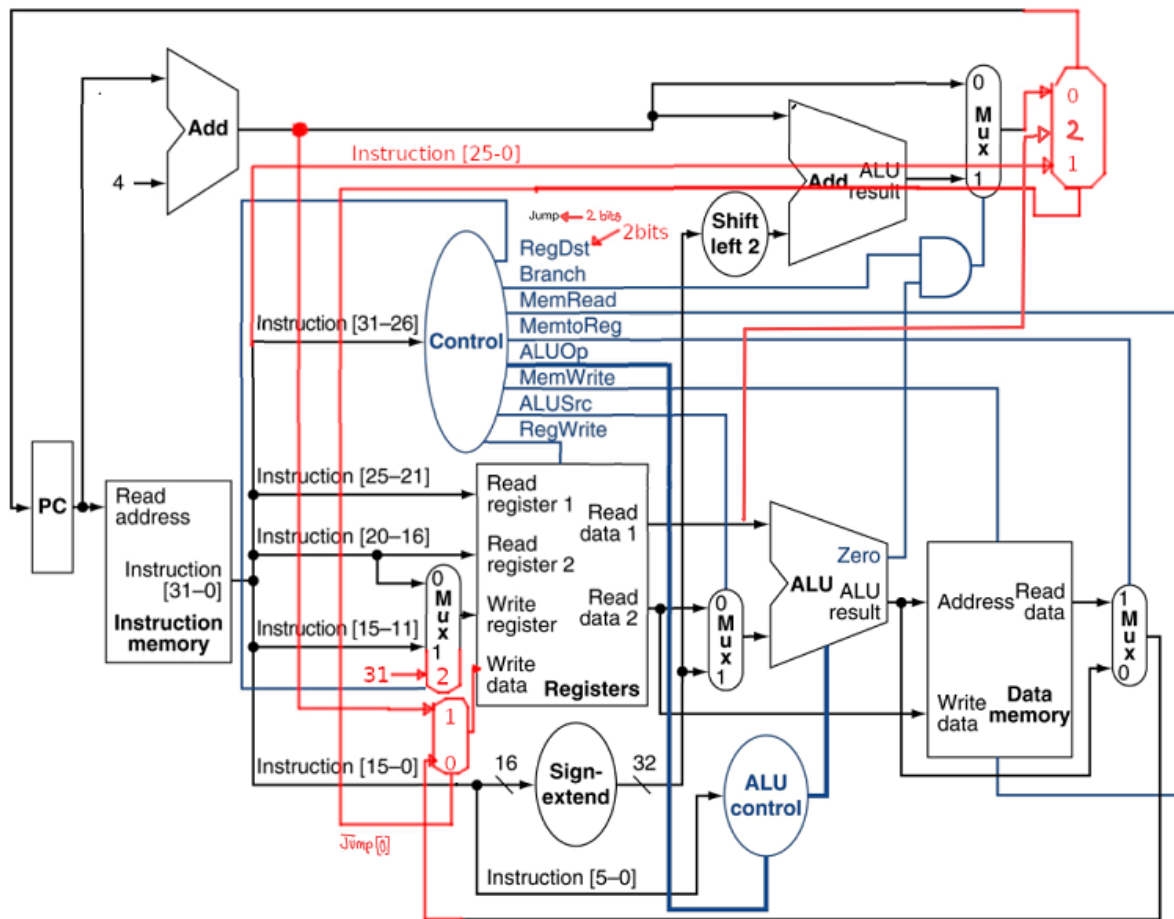 Add
4
Instruction [25-0]
0
Mux
1
0
2
1
Add
ALU
result
Shift
left 2
Jump ← 2 bits
RegDst
2bits
Branch
MemRead
MemtoReg
ALUOp
MemWrite
ALUSrc
RegWrite
Instruction [31–26]
Control
PC
Read
address
Instruction
[31–0]
Instruction
memory
Instruction [25–21]
Instruction [20–16]
Instruction [15–11]
Instruction [15–0]
0
Mux
1
2
31
1
0
Jump[0]
Read
register 1
Read
register 2
Write
register
Write
data
Read
data 1
Read
data 2
Registers
0
Mux
1
16
Sign-
extend
32
Zero
ALU
ALU
result
ALU
control
Instruction [5–0]
Address
Read
data
Write
data
Data
memory
1
Mux
0